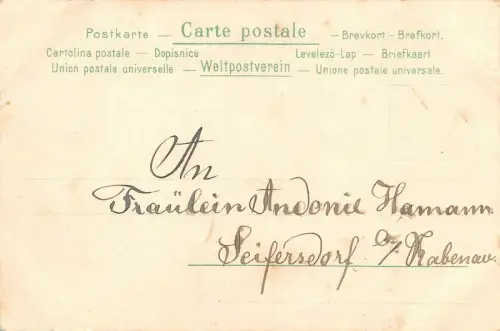 Postkarte — Carte postale — Brevkort - Brefkort.
Cartolina postale — Dopisnice Levelezö-Lap — Briefkaart
Union postale universelle — Weltpostverein — Unione postale universale.
An
Fräulein Andonie Hamann
Seifersdorf b/ Rabenau.